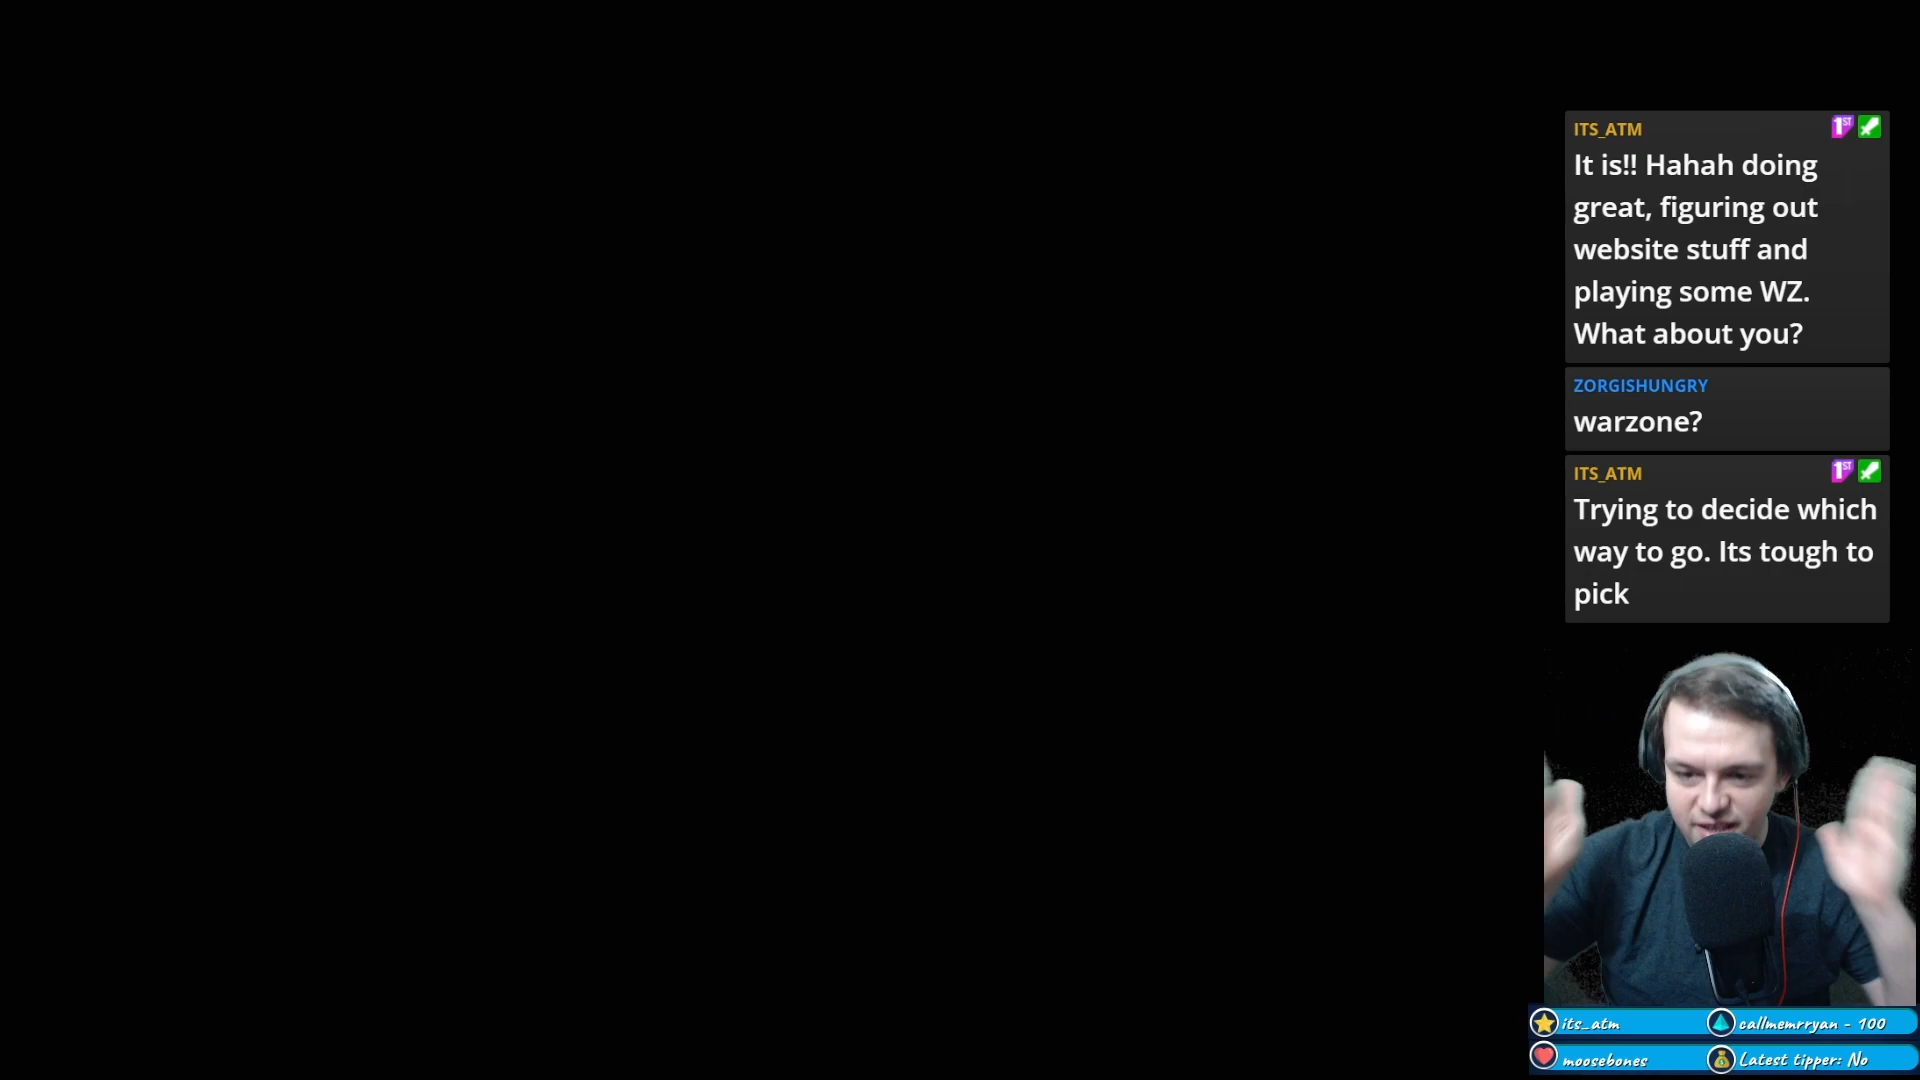 ITS_ATM
1ST
It is!! Hahah doing
great, figuring out
website stuff and
playing some WZ.
What about you?
ZORGISHUNGRY
warzone?
ITS_ATM
1ST
Trying to decide which
way to go. Its tough to
pick
its_atm
callmemrryan - 100
moosebones
Latest tipper: No